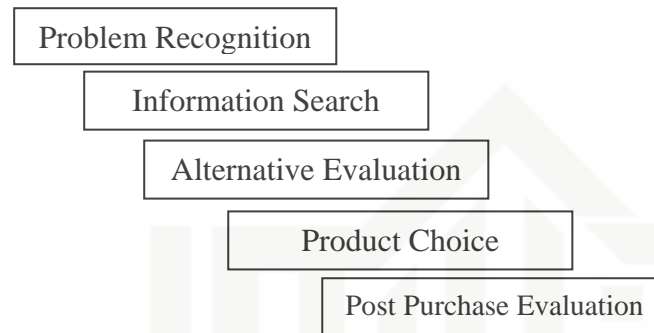 Problem Recognition
Information Search
Alternative Evaluation
Product Choice
Post Purchase Evaluation